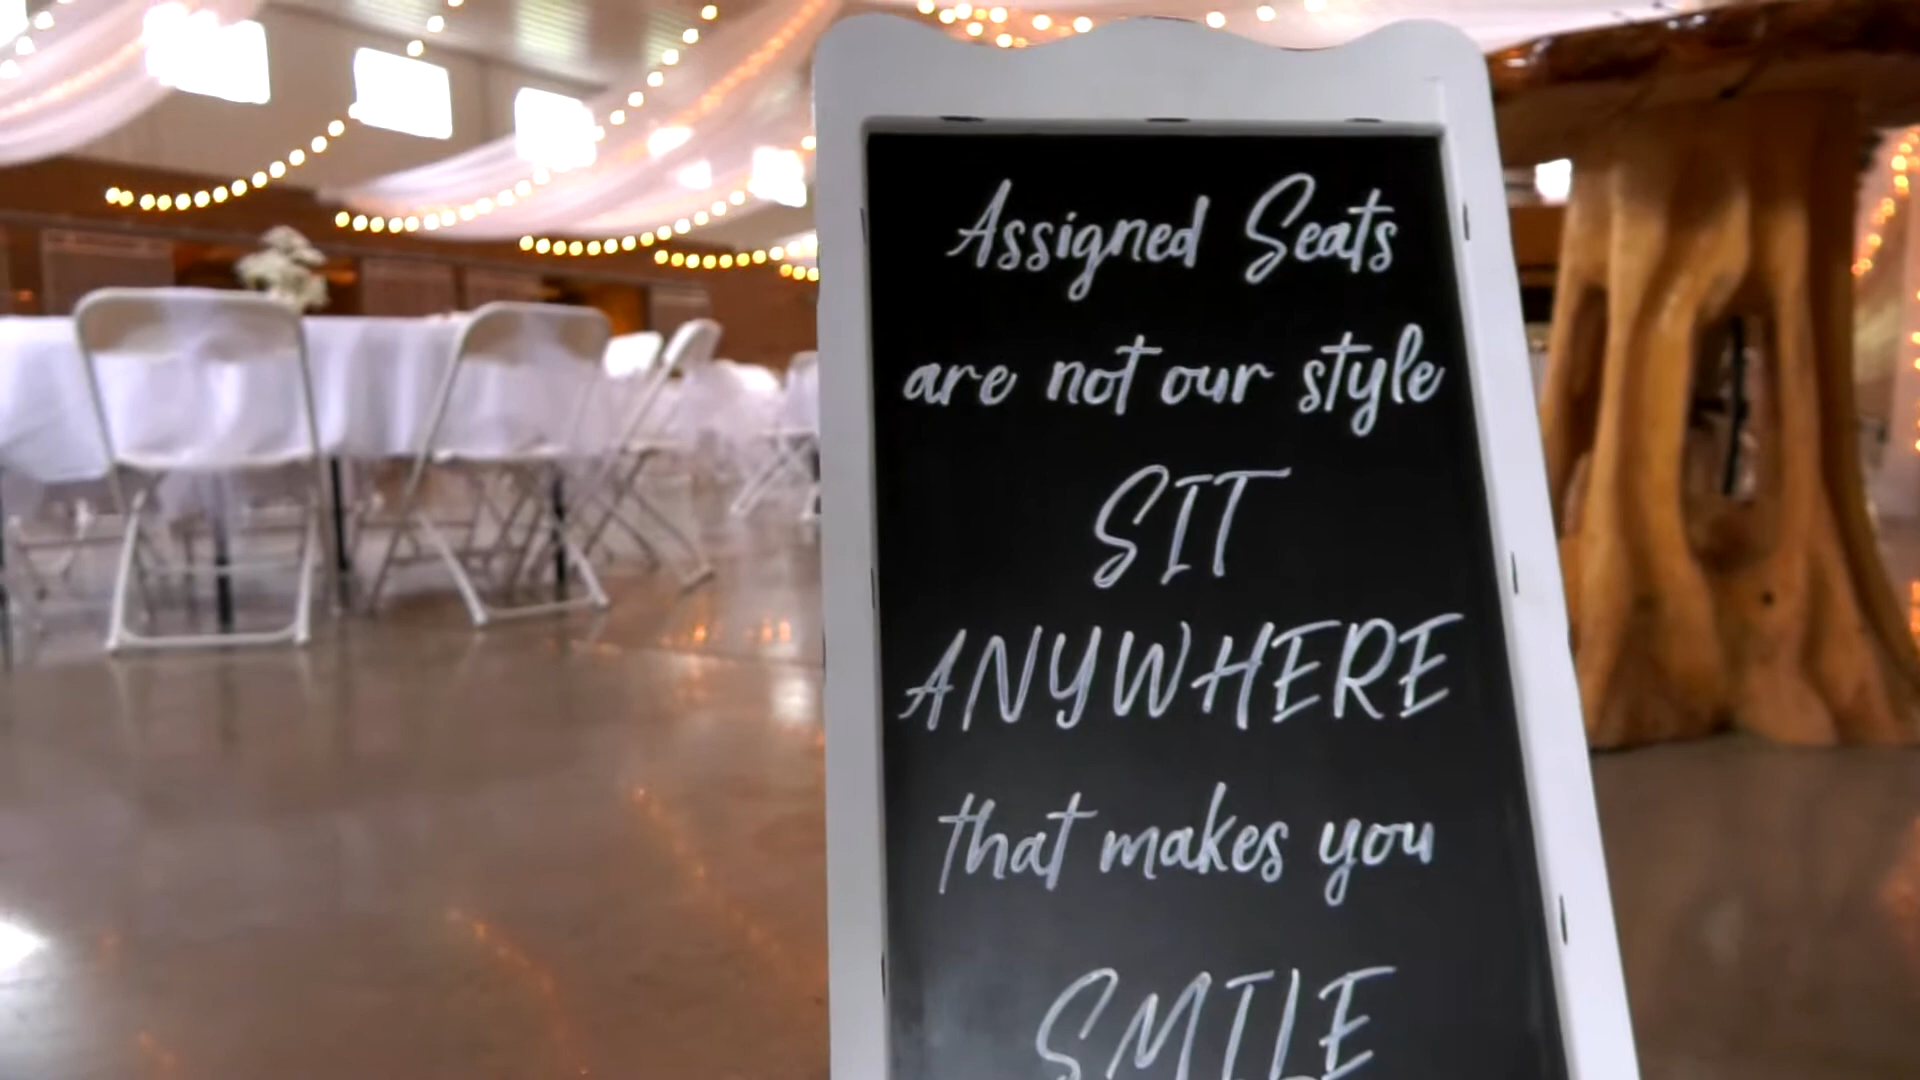 Assigned Seats
are not our style
SIT
ANYWHERE
that makes you
SMILE